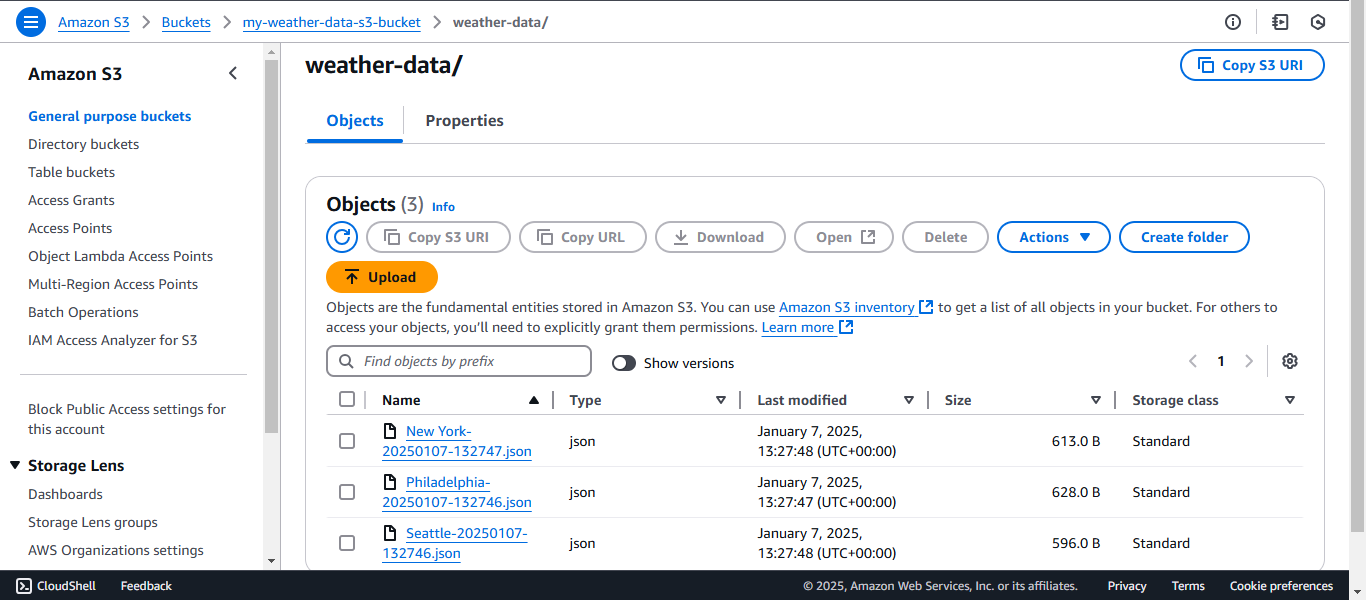 Amazon S3 > Buckets > my-weather-data-s3-bucket > weather-data/
Amazon S3
General purpose buckets
Directory buckets
Table buckets
Access Grants
Access Points
Object Lambda Access Points
Multi-Region Access Points
Batch Operations
IAM Access Analyzer for S3
Block Public Access settings for
this account
Storage Lens
Dashboards
Storage Lens groups
AWS Organizations settings
weather-data/
Copy S3 URI
Objects Properties
Objects (3) Info
Copy S3 URI Copy URL Download Open Delete Actions Create folder
Upload
Objects are the fundamental entities stored in Amazon S3. You can use Amazon S3 inventory to get a list of all objects in your bucket. For others to
access your objects, you'll need to explicitly grant them permissions. Learn more
Find objects by prefix Show versions 1
Name Type Last modified Size Storage class
New York- January 7, 2025,
20250107-132747.json json 13:27:48 (UTC+00:00) 613.0 B Standard
Philadelphia- January 7, 2025,
20250107-132746.json json 13:27:47 (UTC+00:00) 628.0 B Standard
Seattle-20250107- January 7, 2025,
132746.json json 13:27:48 (UTC+00:00) 596.0 B Standard
CloudShell Feedback © 2025, Amazon Web Services, Inc. or its affiliates. Privacy Terms Cookie preferences